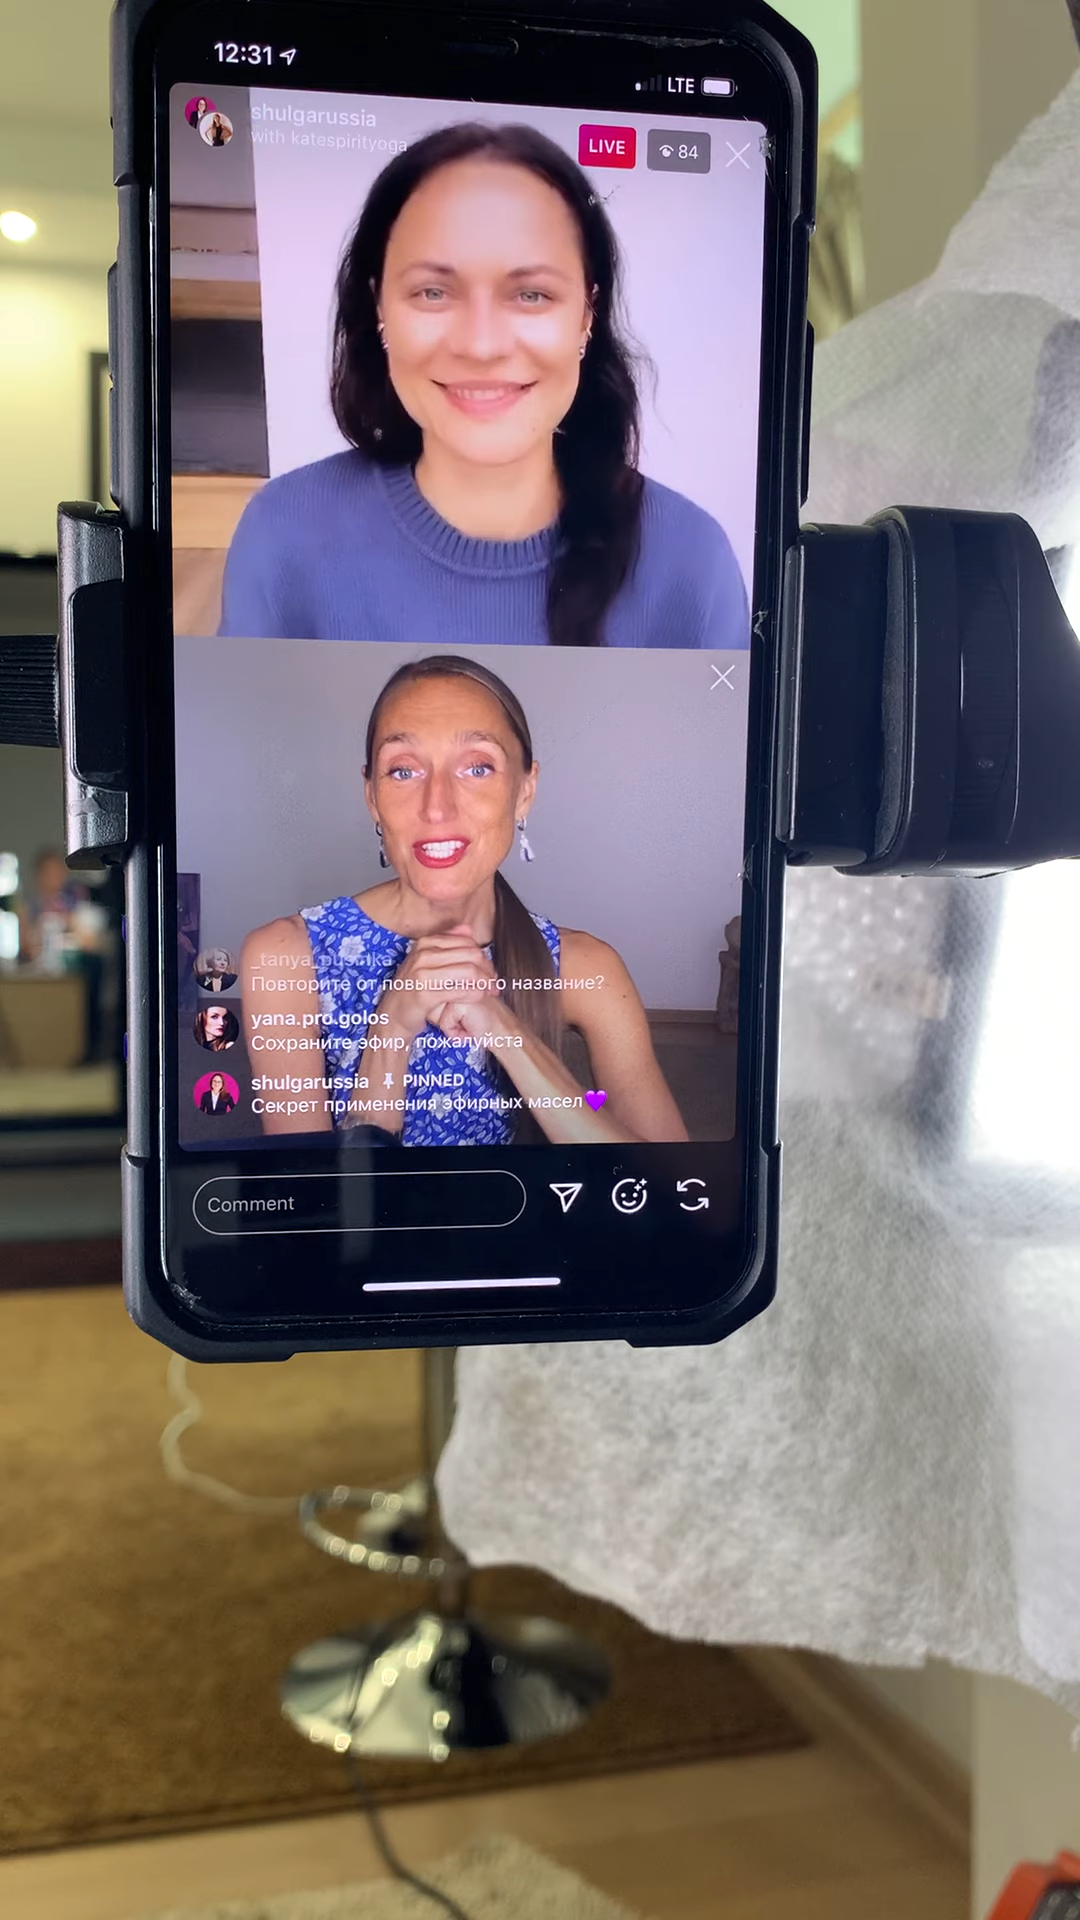 12:31
LTE
shulgarussia
with katespirityoga
LIVE
84
Повторите от повышенного название?
yana.pro.golos
Сохраните эфир, пожалуйста
shulgarussia PINNED
Секрет применения эфирных масел💜
Comment